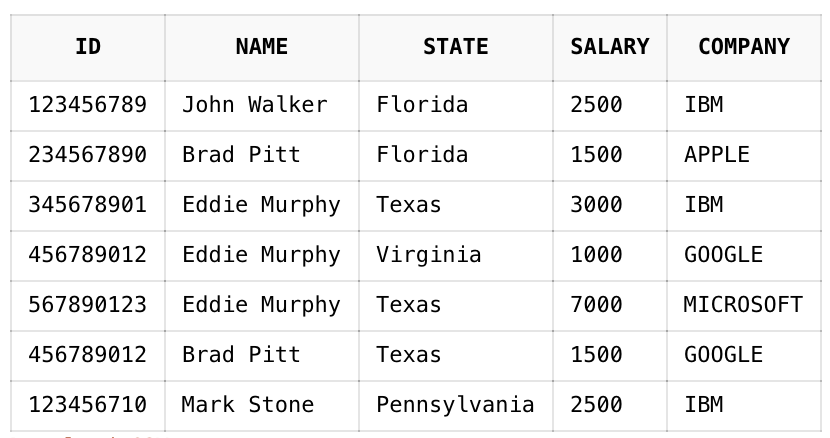 ID NAME STATE SALARY COMPANY
123456789 John Walker Florida 2500 IBM
234567890 Brad Pitt Florida 1500 APPLE
345678901 Eddie Murphy Texas 3000 IBM
456789012 Eddie Murphy Virginia 1000 GOOGLE
567890123 Eddie Murphy Texas 7000 MICROSOFT
456789012 Brad Pitt Texas 1500 GOOGLE
123456710 Mark Stone Pennsylvania 2500 IBM